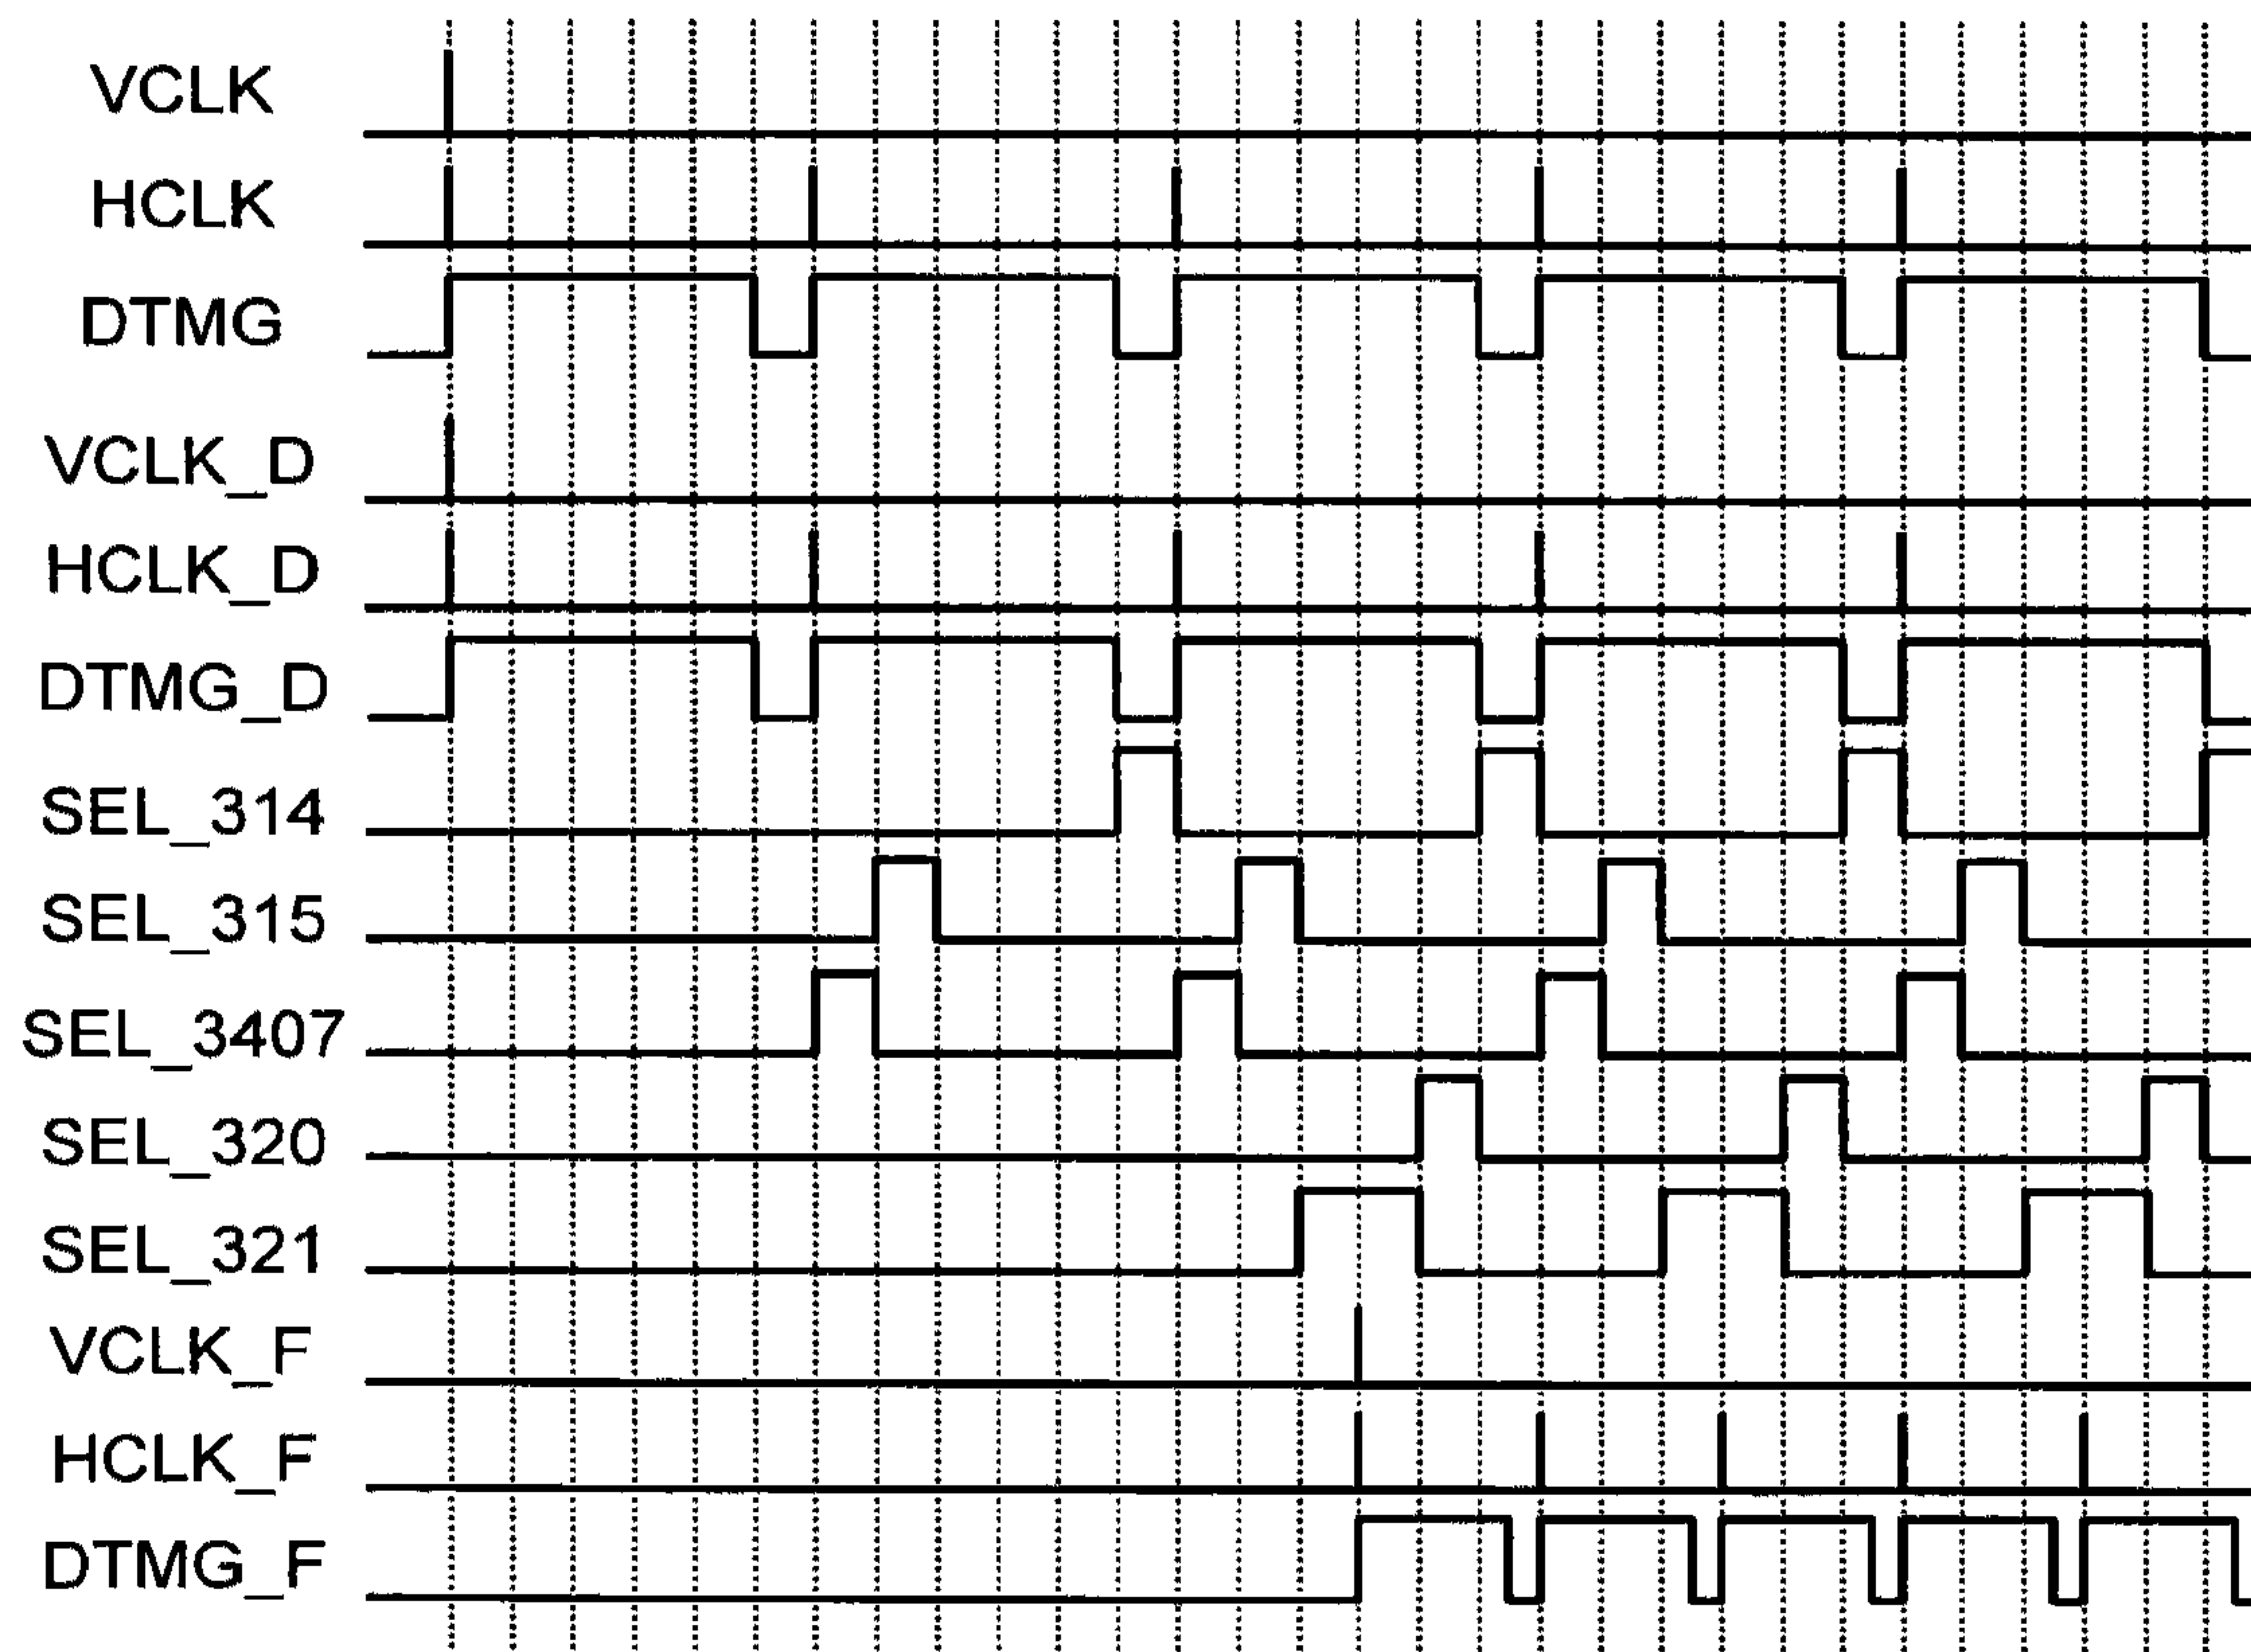 VCLK
HCLK
DTMG
VCLK_D
HCLK_D
DTMG_D
SEL_314
SEL_315
SEL_3407
SEL_320
SEL_321
VCLK_F
HCLK_F
DTMG_F